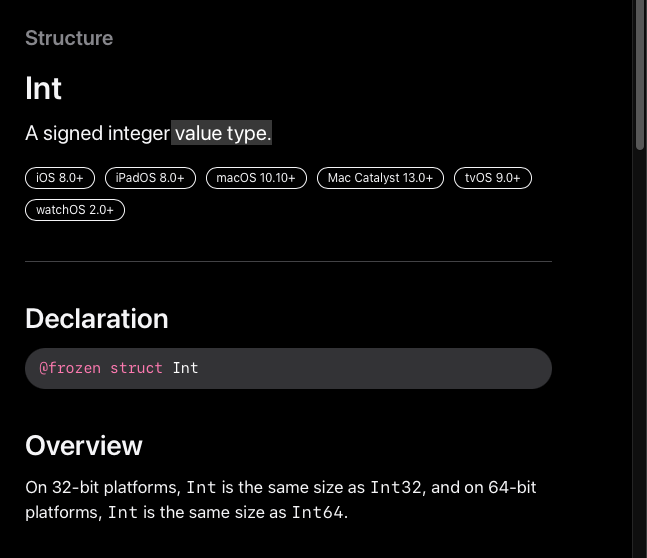 Structure
Int
A signed integer value type.
iOS 8.0+ iPadOS 8.0+ macOS 10.10+ Mac Catalyst 13.0+ tvOS 9.0+
watchOS 2.0+
Declaration
@frozen struct Int
Overview
On 32-bit platforms, Int is the same size as Int32, and on 64-bit
platforms, Int is the same size as Int64.